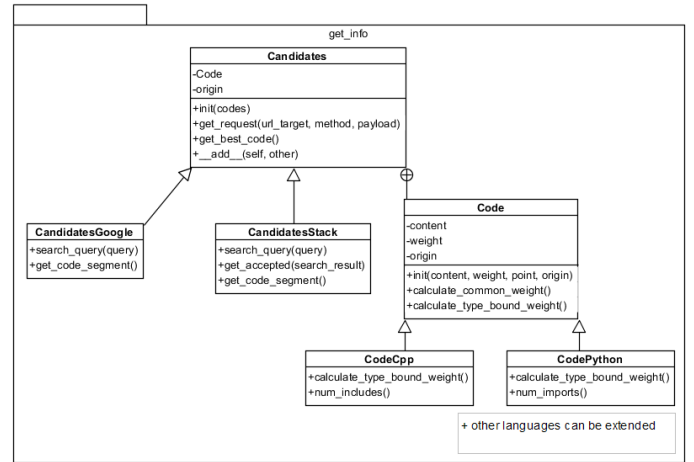 get_info
Candidates
-Code
-origin
+init(codes)
+get_request(url_target, method, payload)
+get_best_code()
+__add__(self, other)
CandidatesGoogle
+search_query(query)
+get_code_segment()
CandidatesStack
+search_query(query)
+get_accepted(search_result)
+get_code_segment()
Code
-content
-weight
-origin
+init(content, weight, point, origin)
+calculate_common_weight()
+calculate_type_bound_weight()
CodeCpp
+calculate_type_bound_weight()
+num_includes()
CodePython
+calculate_type_bound_weight()
+num_imports()
+ other languages can be extended